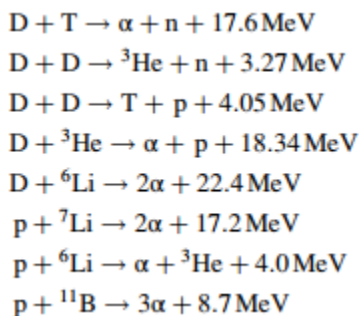 D + T → α + n + 17.6 MeV
D + D → ³He + n + 3.27 MeV
D + D → T + p + 4.05 MeV
D + ³He → α + p + 18.34 MeV
D + ⁶Li → 2α + 22.4 MeV
p + ⁷Li → 2α + 17.2 MeV
p + ⁶Li → α + ³He + 4.0 MeV
p + ¹¹B → 3α + 8.7 MeV